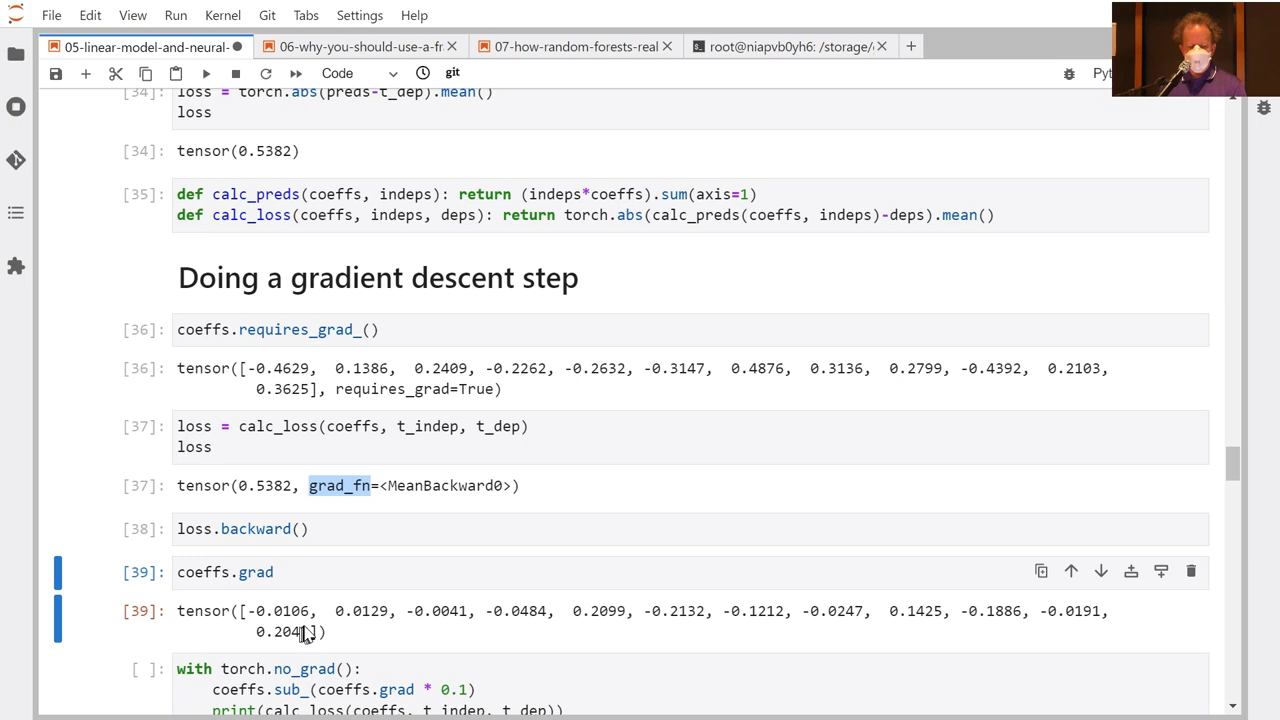 File Edit View Run Kernel Git Tabs Settings Help
05-linear-model-and-neural- 06-why-you-should-use-a-fr 07-how-random-forests-real root@niapvb0yh6: /storage/
Code git
[34]: loss = torch.abs(preds-t_dep).mean()
loss
[34]: tensor(0.5382)
[35]: def calc_preds(coeffs, indeps): return (indeps*coeffs).sum(axis=1)
def calc_loss(coeffs, indeps, deps): return torch.abs(calc_preds(coeffs, indeps)-deps).mean()
Doing a gradient descent step
[36]: coeffs.requires_grad_()
[36]: tensor([-0.4629, 0.1386, 0.2409, -0.2262, -0.2632, -0.3147, 0.4876, 0.3136, 0.2799, -0.4392, 0.2103,
0.3625], requires_grad=True)
[37]: loss = calc_loss(coeffs, t_indep, t_dep)
loss
[37]: tensor(0.5382, grad_fn=<MeanBackward0>)
[38]: loss.backward()
[39]: coeffs.grad
[39]: tensor([-0.0106, 0.0129, -0.0041, -0.0484, 0.2099, -0.2132, -0.1212, -0.0247, 0.1425, -0.1886, -0.0191,
[ ]: with torch.no_grad():
coeffs.sub_(coeffs.grad * 0.1)
print(calc_loss(coeffs, t_indep, t_dep))